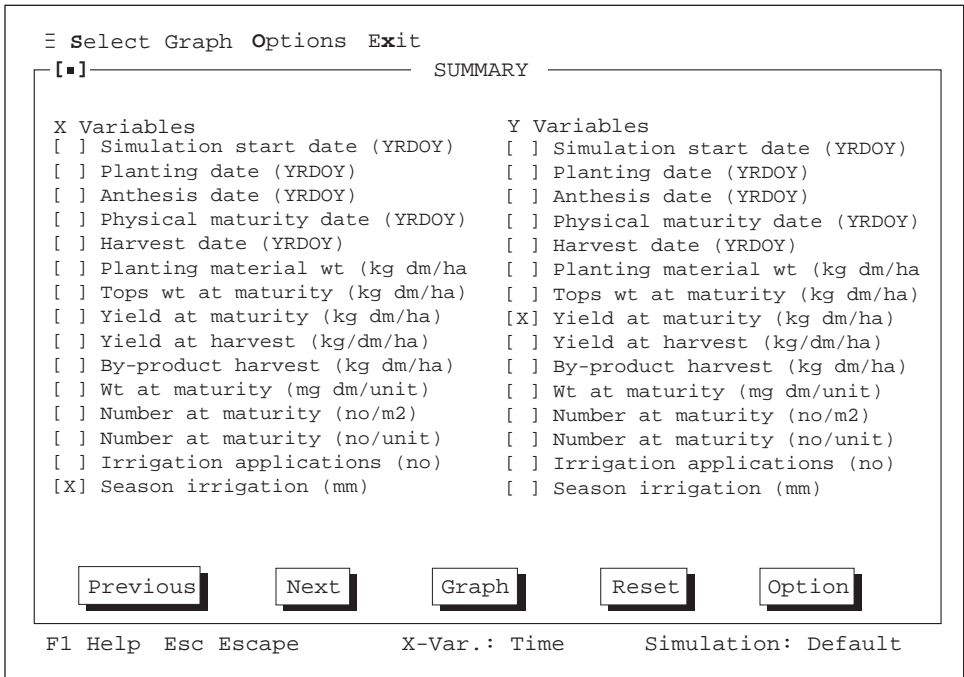 Ξ Select Graph Options Exit
[▪] SUMMARY
X Variables
[ ] Simulation start date (YRDOY)
[ ] Planting date (YRDOY)
[ ] Anthesis date (YRDOY)
[ ] Physical maturity date (YRDOY)
[ ] Harvest date (YRDOY)
[ ] Planting material wt (kg dm/ha
[ ] Tops wt at maturity (kg dm/ha)
[ ] Yield at maturity (kg dm/ha)
[ ] Yield at harvest (kg/dm/ha)
[ ] By-product harvest (kg dm/ha)
[ ] Wt at maturity (mg dm/unit)
[ ] Number at maturity (no/m2)
[ ] Number at maturity (no/unit)
[ ] Irrigation applications (no)
[X] Season irrigation (mm)
Y Variables
[ ] Simulation start date (YRDOY)
[ ] Planting date (YRDOY)
[ ] Anthesis date (YRDOY)
[ ] Physical maturity date (YRDOY)
[ ] Harvest date (YRDOY)
[ ] Planting material wt (kg dm/ha
[ ] Tops wt at maturity (kg dm/ha)
[X] Yield at maturity (kg dm/ha)
[ ] Yield at harvest (kg/dm/ha)
[ ] By-product harvest (kg dm/ha)
[ ] Wt at maturity (mg dm/unit)
[ ] Number at maturity (no/m2)
[ ] Number at maturity (no/unit)
[ ] Irrigation applications (no)
[ ] Season irrigation (mm)
Previous Next Graph Reset Option
F1 Help Esc Escape X-Var.: Time Simulation: Default